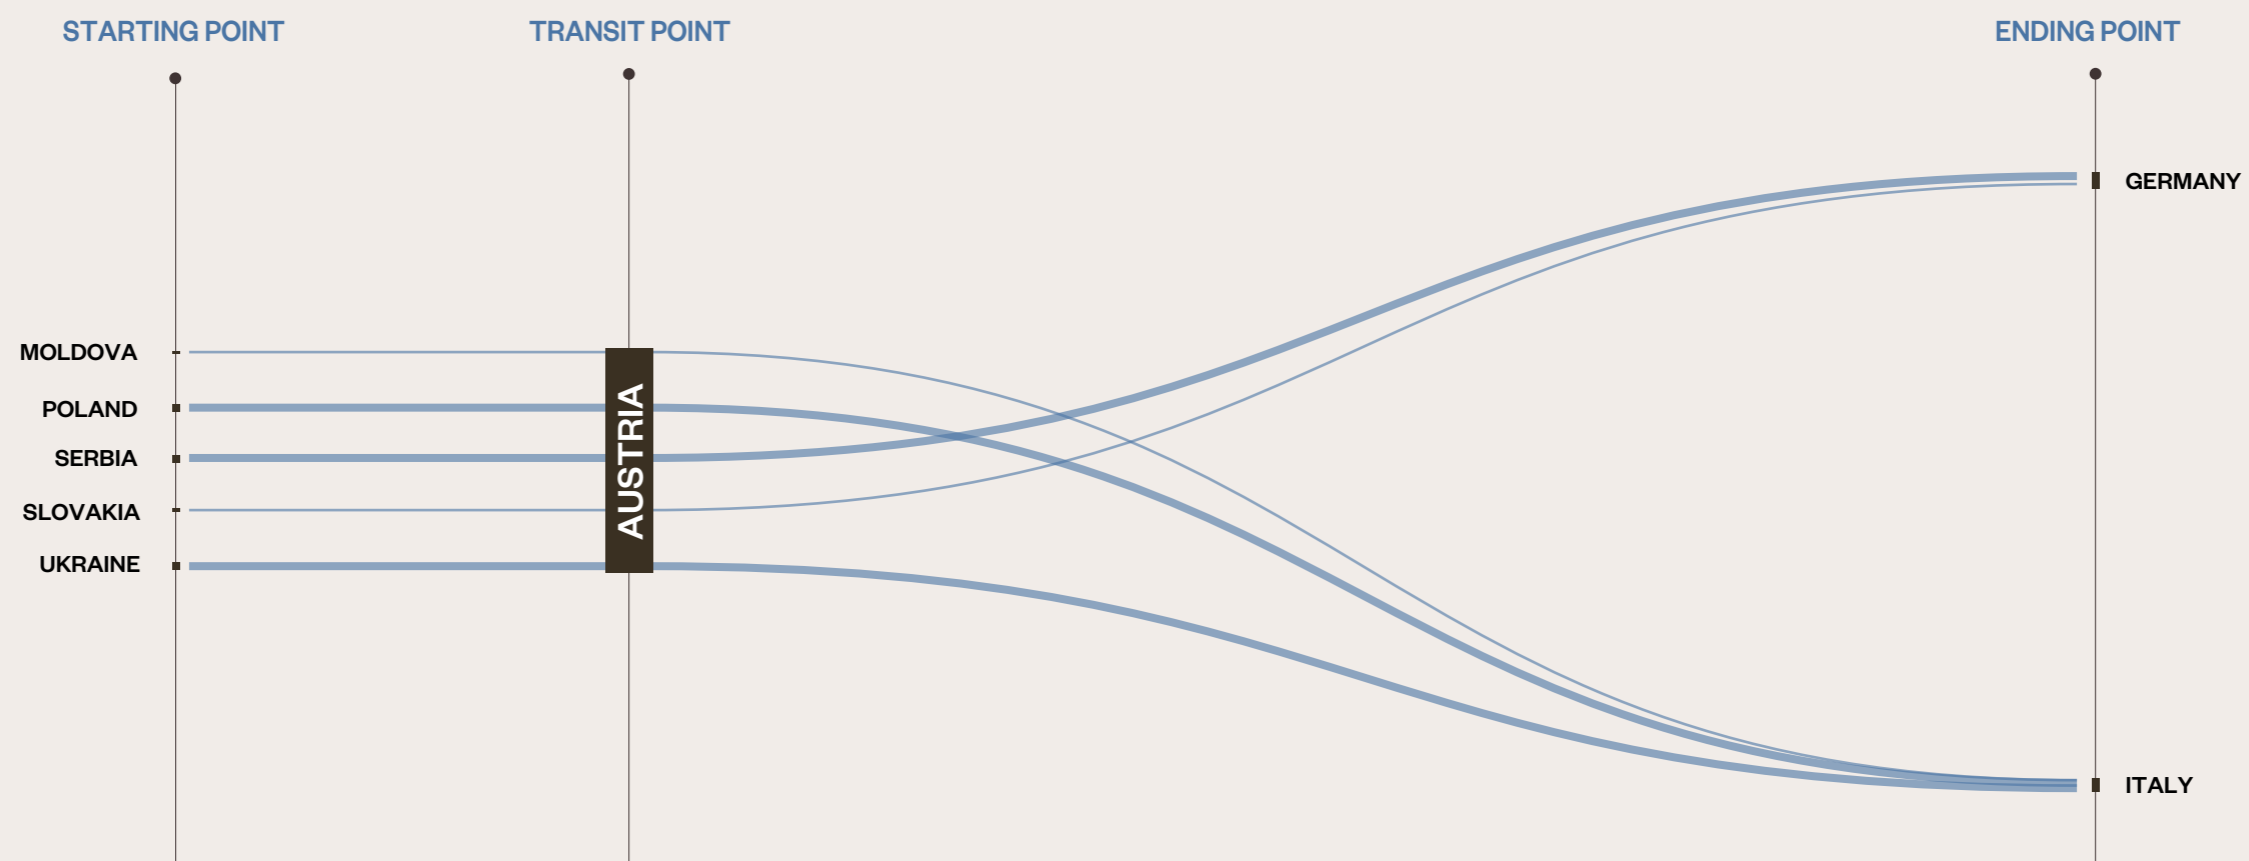 STARTING POINT
TRANSIT POINT
ENDING POINT
GERMANY
MOLDOVA
POLAND
SERBIA
SLOVAKIA
UKRAINE
AUSTRIA
ITALY